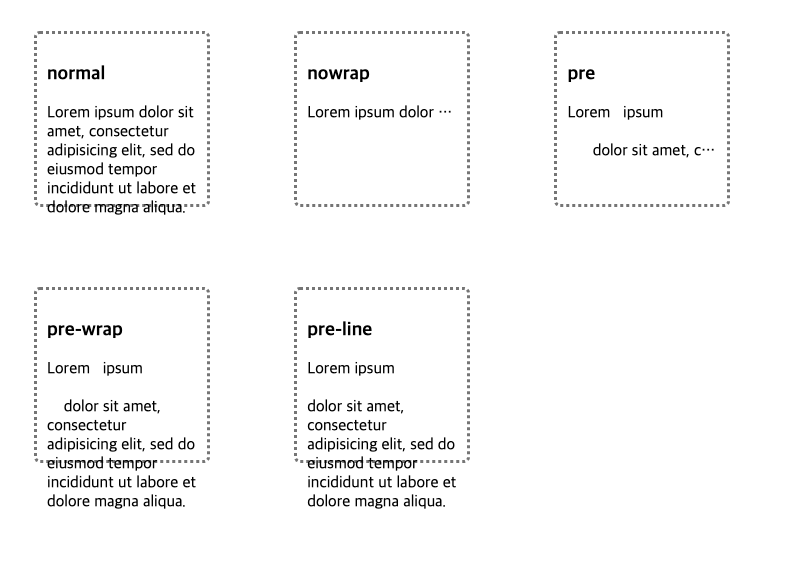 normal
Lorem ipsum dolor sit
amet, consectetur
adipisicing elit, sed do
eiusmod tempor
incididunt ut labore et
dolore magna aliqua.
nowrap
Lorem ipsum dolor ⋯
pre
Lorem   ipsum
dolor sit amet, c⋯
pre-wrap
Lorem   ipsum
dolor sit amet,
consectetur
adipisicing elit, sed do
eiusmod tempor
incididunt ut labore et
dolore magna aliqua.
pre-line
Lorem ipsum
dolor sit amet,
consectetur
adipisicing elit, sed do
eiusmod tempor
incididunt ut labore et
dolore magna aliqua.